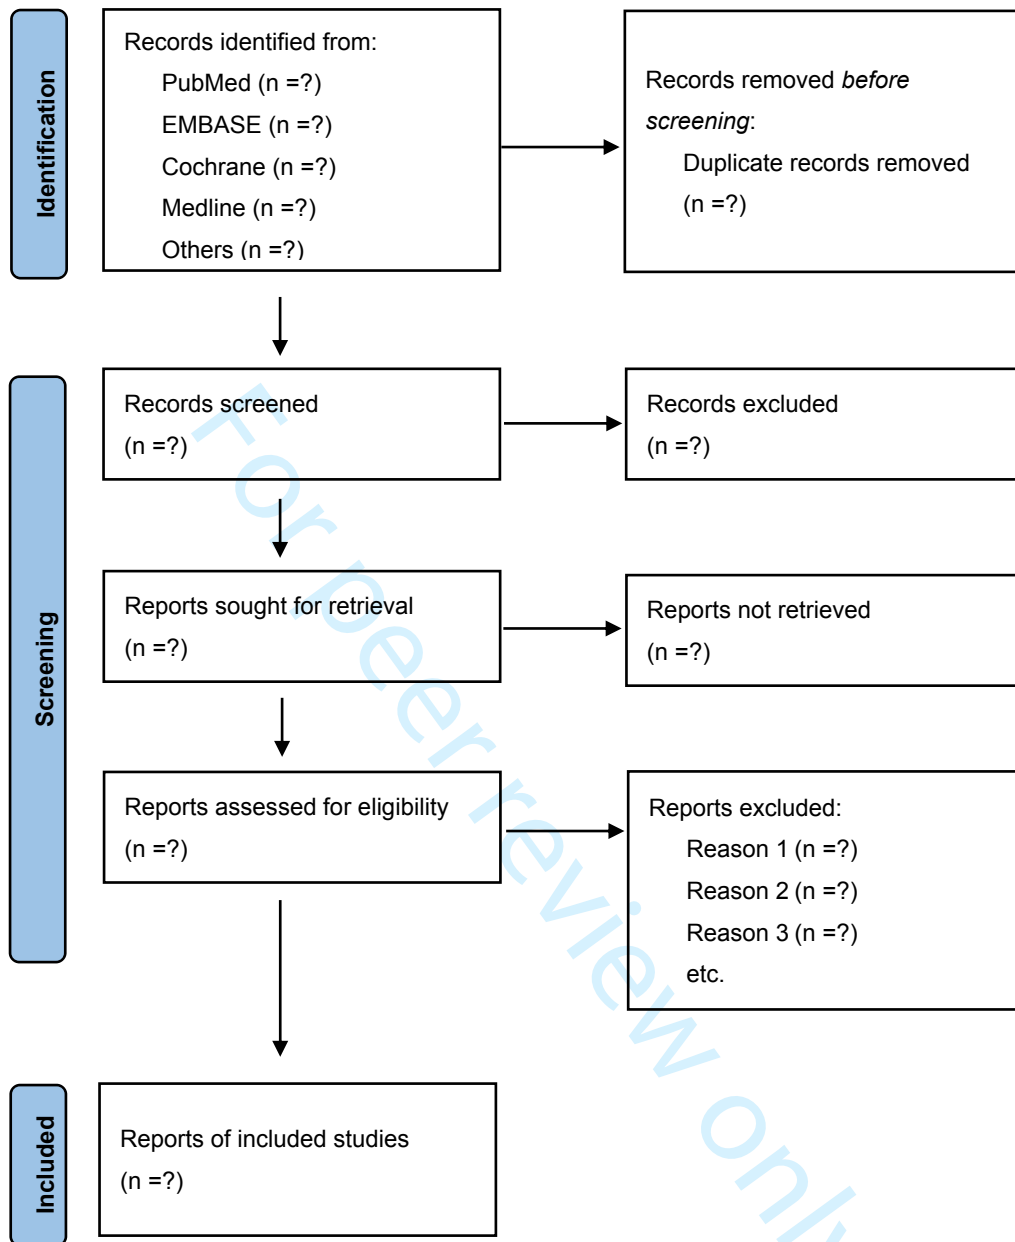 Identification
Records identified from:
PubMed (n =?)
EMBASE (n =?)
Cochrane (n =?)
Medline (n =?)
Others (n =?)
Records removed before
screening:
Duplicate records removed
(n =?)
Screening
Records screened
(n =?)
Records excluded
(n =?)
Reports sought for retrieval
(n =?)
Reports not retrieved
(n =?)
Reports assessed for eligibility
(n =?)
Reports excluded:
Reason 1 (n =?)
Reason 2 (n =?)
Reason 3 (n =?)
etc.
Included
Reports of included studies
(n =?)
For peer review only